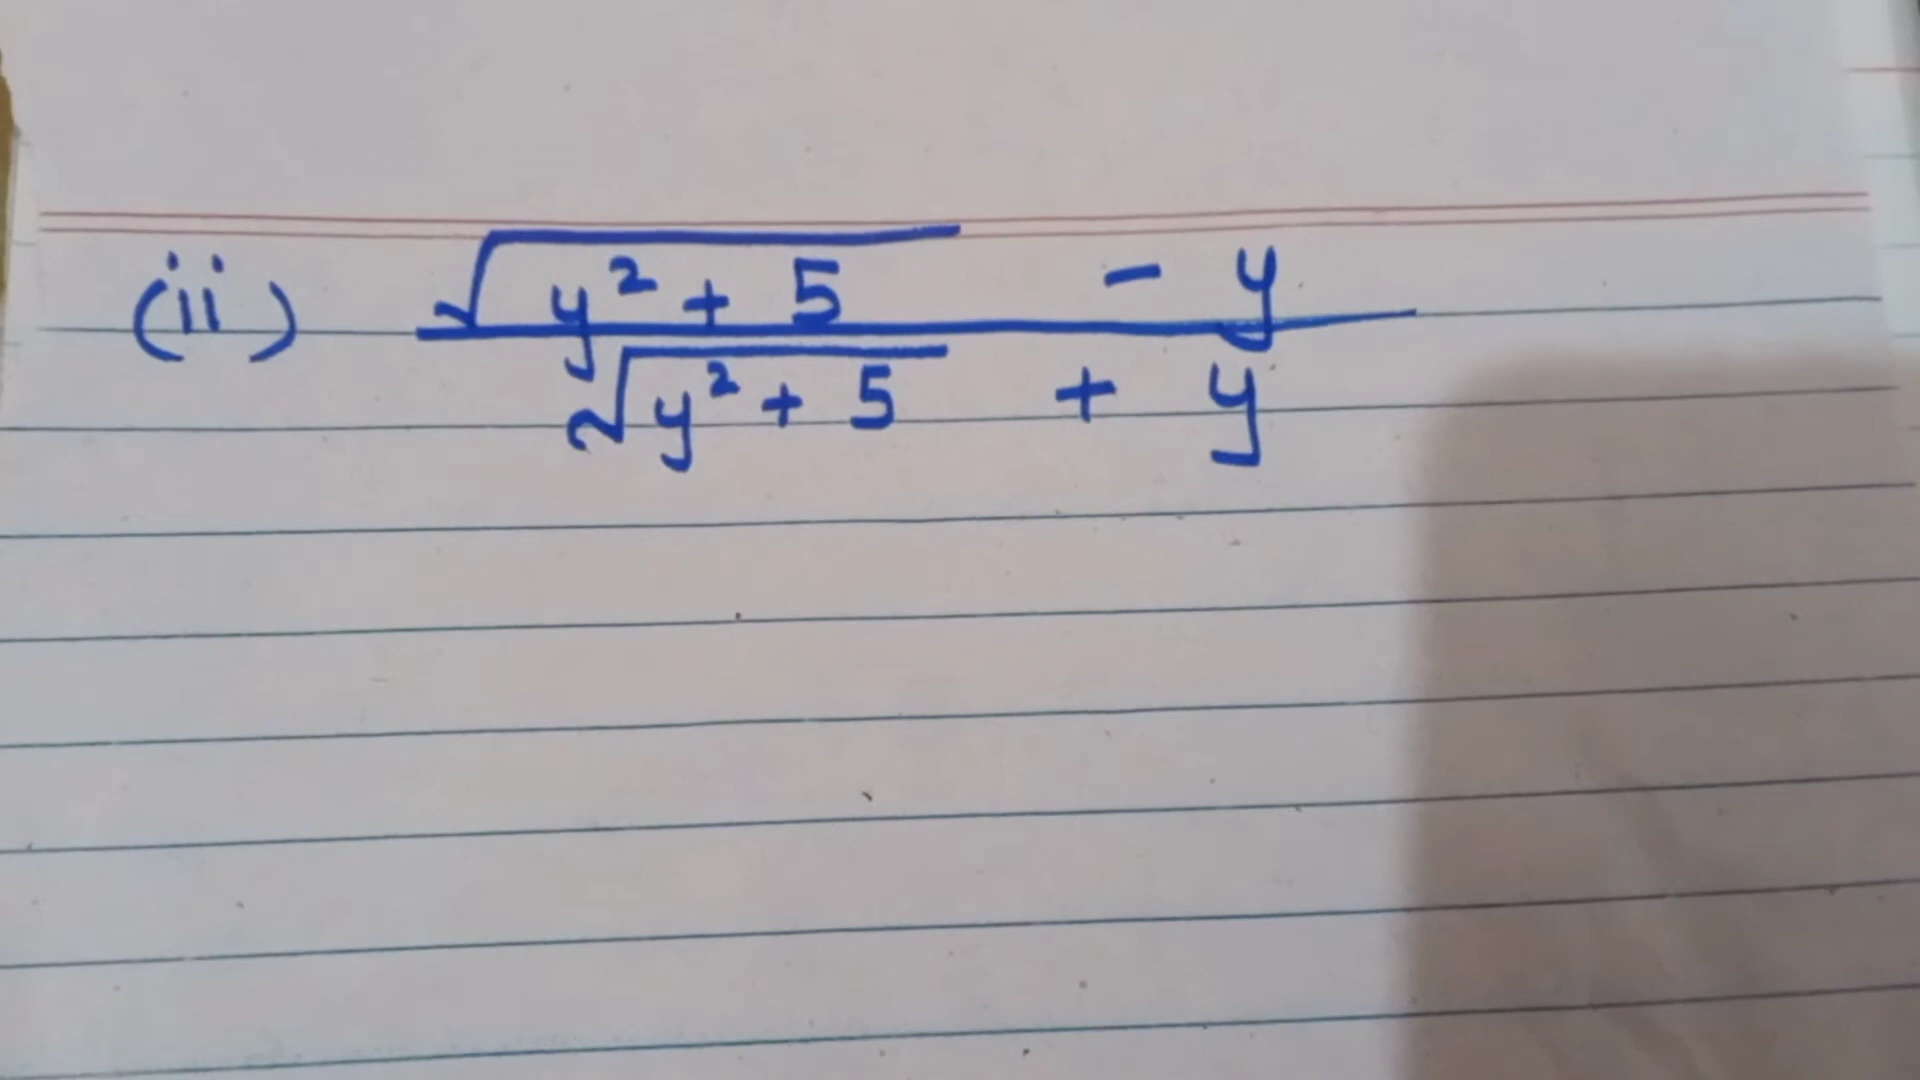 (ii) √(y² + 5) - y
√(y² + 5) + y